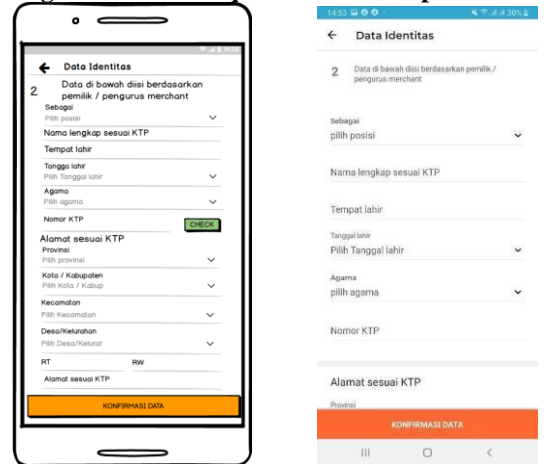 Data Identitas
2
Data di bawah diisi berdasarkan
pemilik / pengurus merchant
Sebagai
Pilih posisi
Nama lengkap sesuai KTP
Tempat lahir
Tangga lahir
Pilih Tanggal lahir
Agama
Pilih agama
Nomor KTP
CHECK
Alamat sesuai KTP
Provinsi
Pilih provinsi
Kota / Kabupaten
Pilih Kota / Kabup
Kecamatan
Pilih Kecamatan
Desa/Kelurahan
Pilih Desa/Kelurat
RT RW
Alamat sesuai KTP
KONFIRMASI DATA
14:53 30%
Data Identitas
2
Data di bawah diisi berdasarkan pemilik /
pengurus merchant
Sebagai
pilih posisi
Nama lengkap sesuai KTP
Tempat lahir
Tanggal lahir
Pilih Tanggal lahir
Agama
pilih agama
Nomor KTP
Alamat sesuai KTP
Provinsi
KONFIRMASI DATA